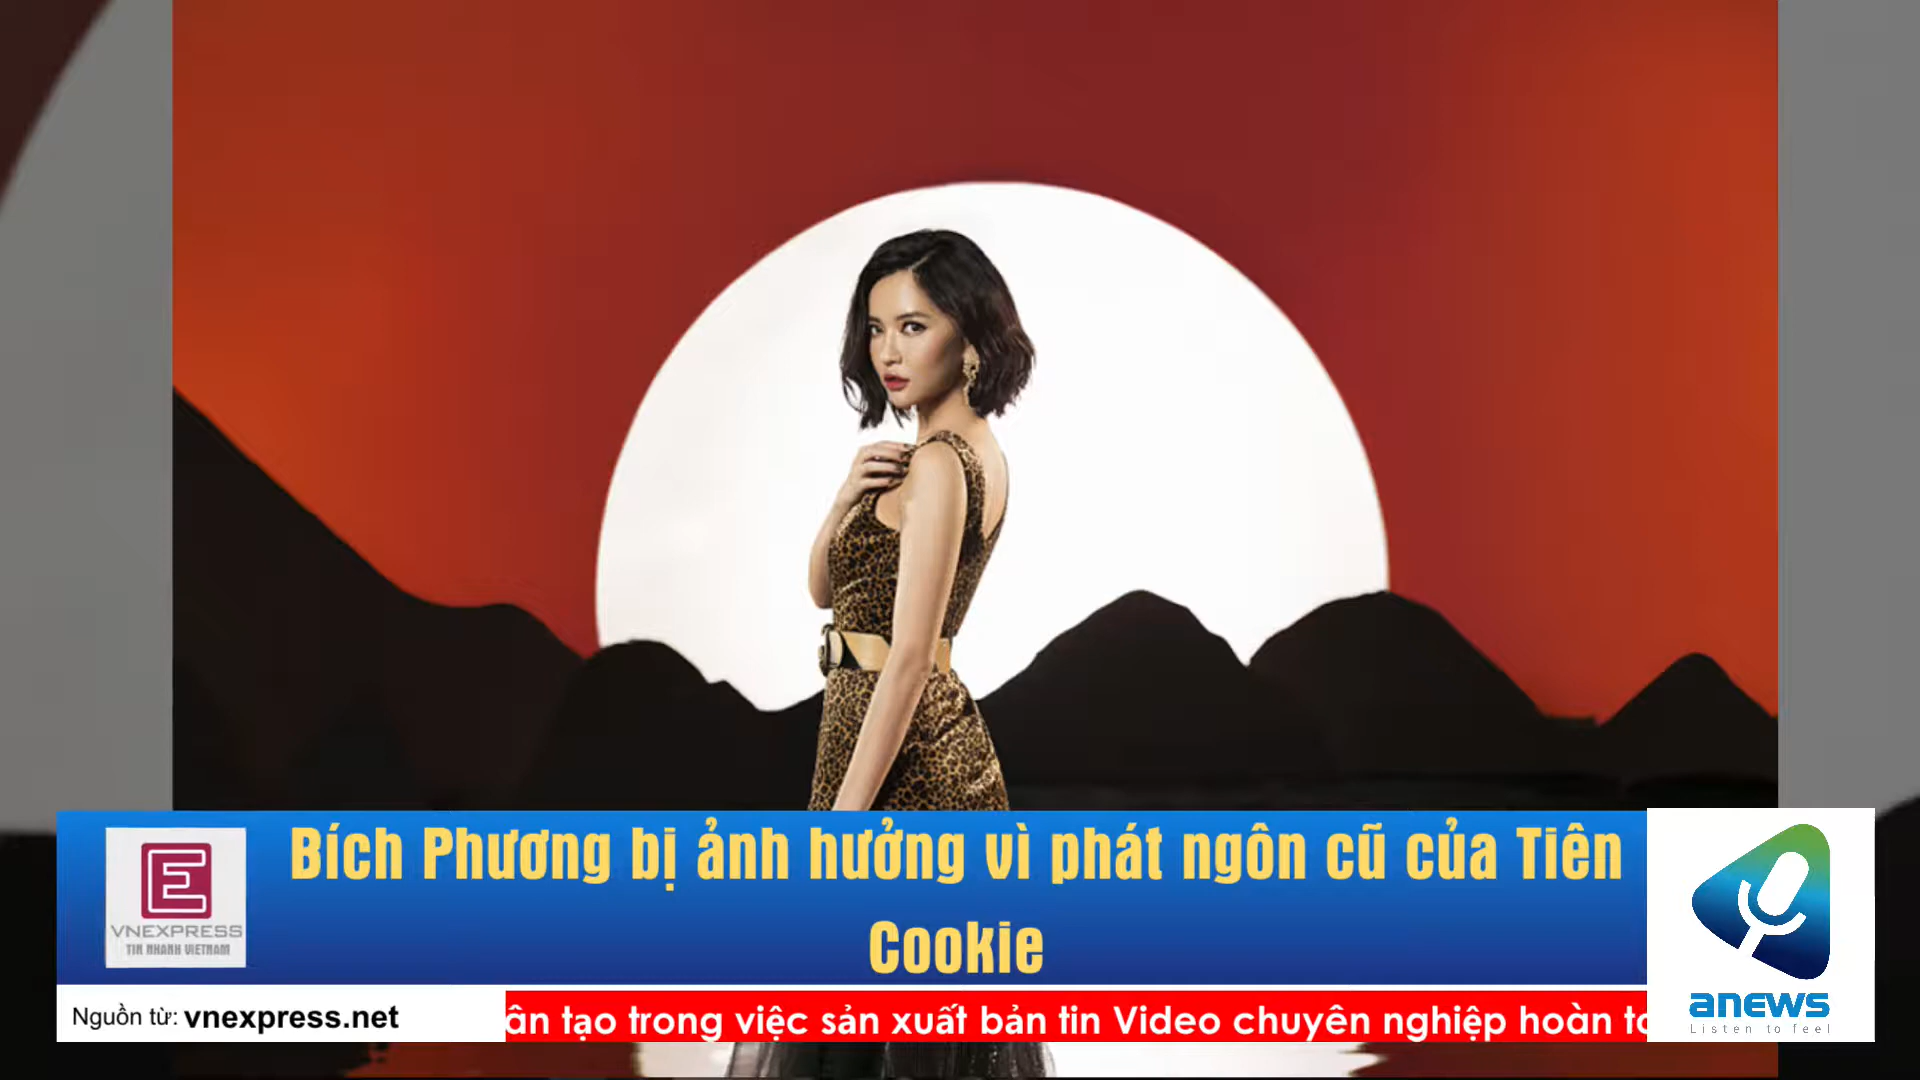 Bích Phương bị ảnh hưởng vì phát ngôn cũ của Tiên
Cookie
VNEXPRESS
TIN NHANH VIETNAM
Nguồn từ: vnexpress.net
ân tạo trong việc sản xuất bản tin Video chuyên nghiệp hoàn to
anews
Listen to feel